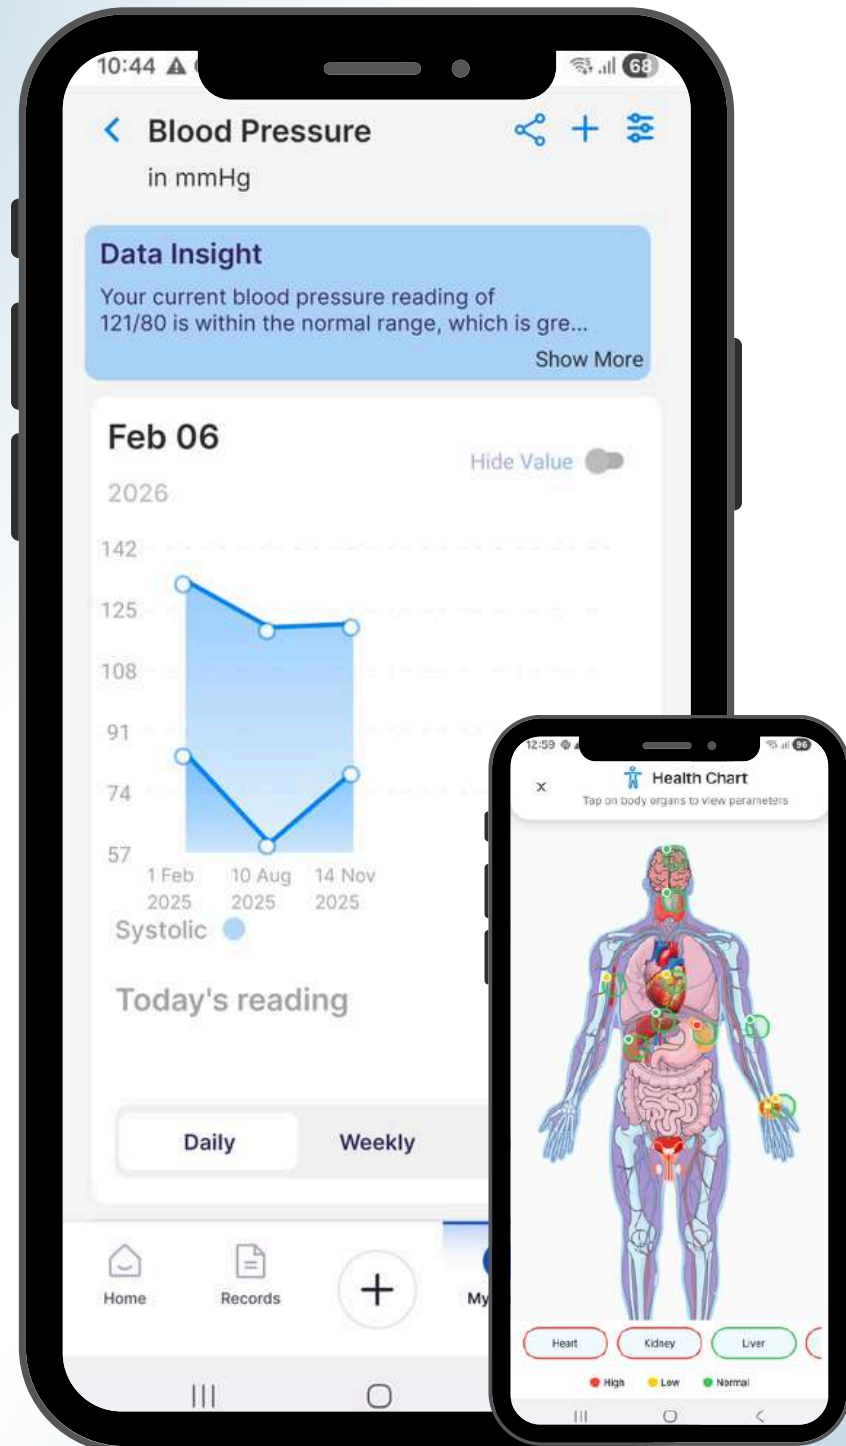 10:44
68
Blood Pressure
in mmHg
Data Insight
Your current blood pressure reading of
121/80 is within the normal range, which is gre...
Show More
Feb 06
Hide Value
2026
142
125
108
91
74
57
1 Feb
2025
10 Aug
2025
14 Nov
2025
Systolic
Today's reading
Daily
Weekly
Home
Records
My
12:59
96
x
Health Chart
Tap on body organs to view parameters
Heart
Kidney
Liver
High
Low
Normal